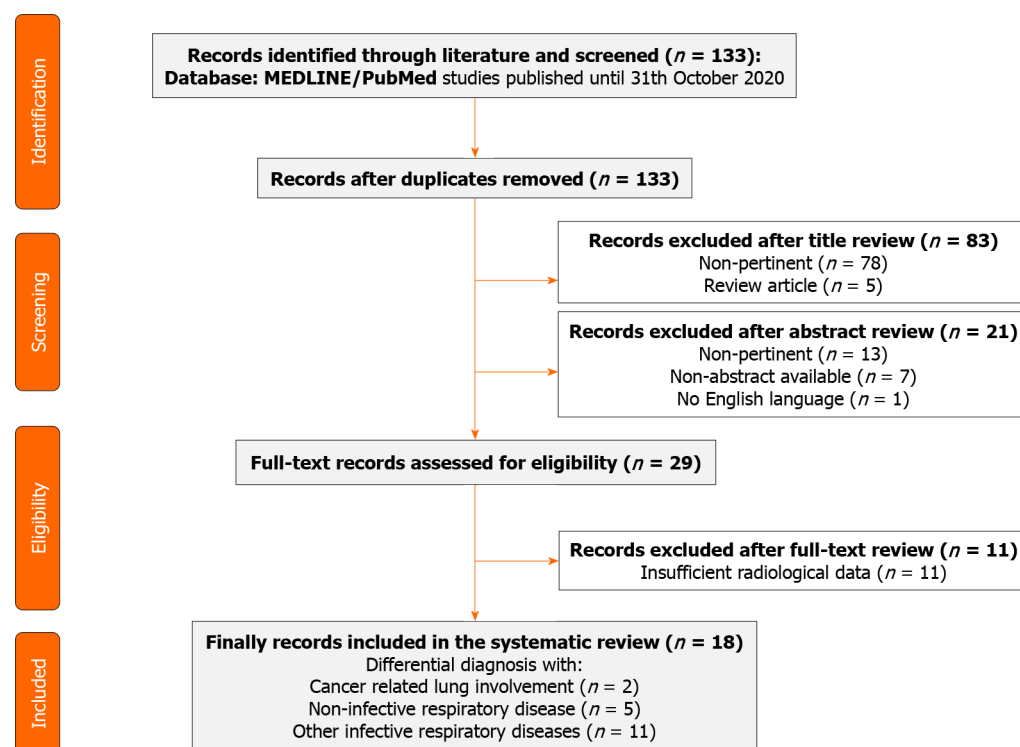 Identification
Records identified through literature and screened (n = 133):
Database: MEDLINE/PubMed studies published until 31th October 2020
Records after duplicates removed (n = 133)
Screening
Records excluded after title review (n = 83)
Non-pertinent (n = 78)
Review article (n = 5)
Records excluded after abstract review (n = 21)
Non-pertinent (n = 13)
Non-abstract available (n = 7)
No English language (n = 1)
Eligibility
Full-text records assessed for eligibility (n = 29)
Records excluded after full-text review (n = 11)
Insufficient radiological data (n = 11)
Included
Finally records included in the systematic review (n = 18)
Differential diagnosis with:
Cancer related lung involvement (n = 2)
Non-infective respiratory disease (n = 5)
Other infective respiratory diseases (n = 11)